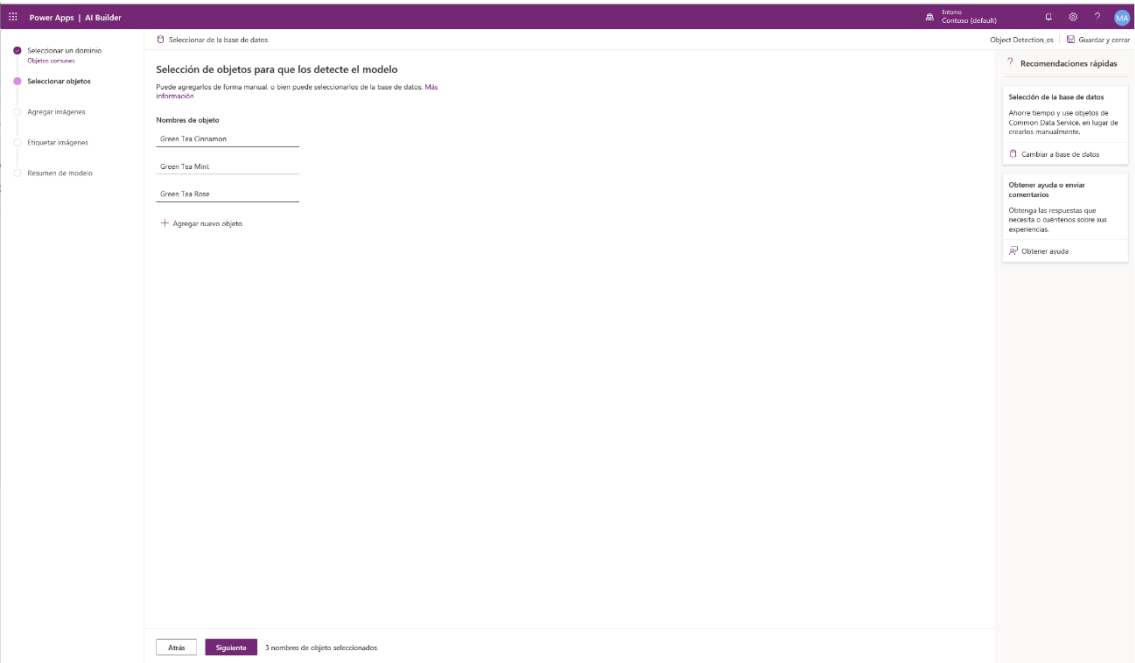 Power Apps | AI Builder
Entorno
Contoso (default)
?
MA
Seleccionar un dominio
Objetos comunes
Seleccionar objetos
Agregar imágenes
Etiquetar imágenes
Resumen de modelo
Seleccionar de la base de datos
Object Detection_es
Guardar y cerrar
Selección de objetos para que los detecte el modelo
Puede agregarlos de forma manual, o bien puede seleccionarlos de la base de datos. Más
información
Nombres de objeto
Green Tea Cinnamon
Green Tea Mint
Green Tea Rose
+ Agregar nuevo objeto
? Recomendaciones rápidas
Selección de la base de datos
Ahorre tiempo y use objetos de
Common Data Service, en lugar de
crearlos manualmente.
Cambiar a base de datos
Obtener ayuda o enviar
comentarios
Obtenga las respuestas que
necesita o cuéntenos sobre sus
experiencias.
Obtener ayuda
Atrás
Siguiente
3 nombres de objeto seleccionados